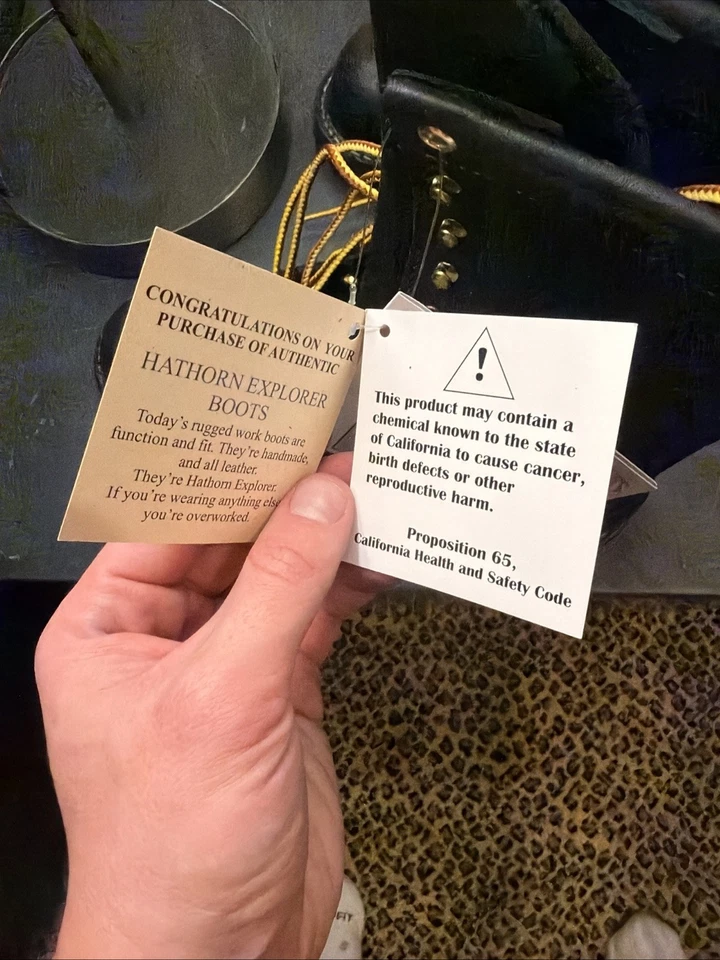 CONGRATULATIONS ON YOUR
PURCHASE OF AUTHENTIC
HATHORN EXPLORER
BOOTS
Today's rugged work boots are
function and fit. They're handmade,
and all leather.
They're Hathorn Explorer.
If you're wearing anything else
you're overworked.
This product may contain a
chemical known to the state
of California to cause cancer,
birth defects or other
reproductive harm.
Proposition 65,
California Health and Safety Code